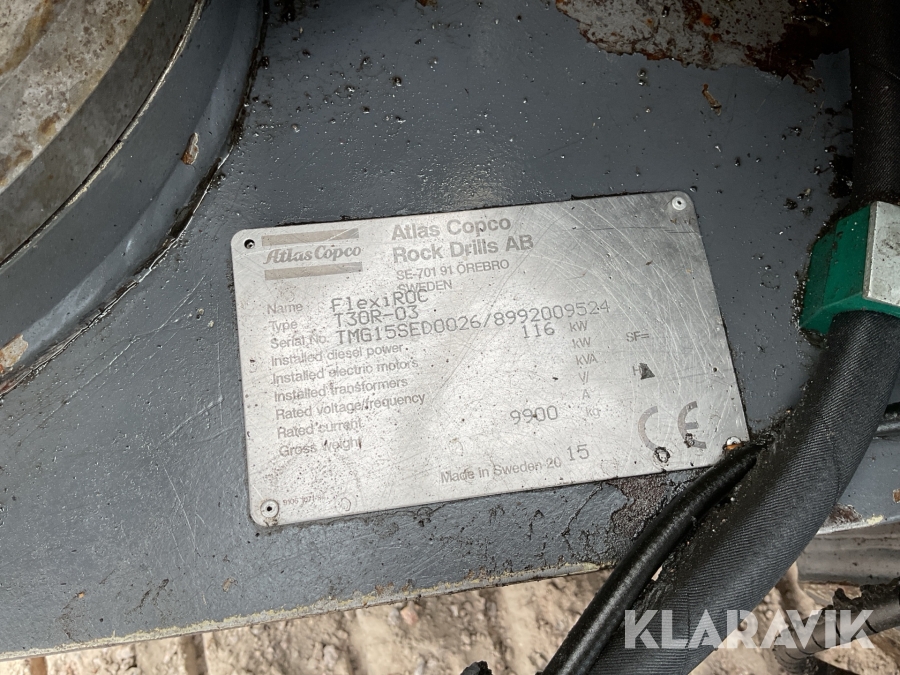 Atlas Copco
Atlas Copco
Rock Drills AB
SE-701 91 ÖREBRO
SWEDEN
Name FlexiROC
Type T30R-03
Serial No. TMG15SED0026/8992009524
Installed diesel power 116 kW
Installed electric motors kW SF=
Installed transformers kVA
Rated voltage/frequency V/
Rated current A
Gross weight 9900 kg
CE
Made in Sweden 20 15
KLARAVIK